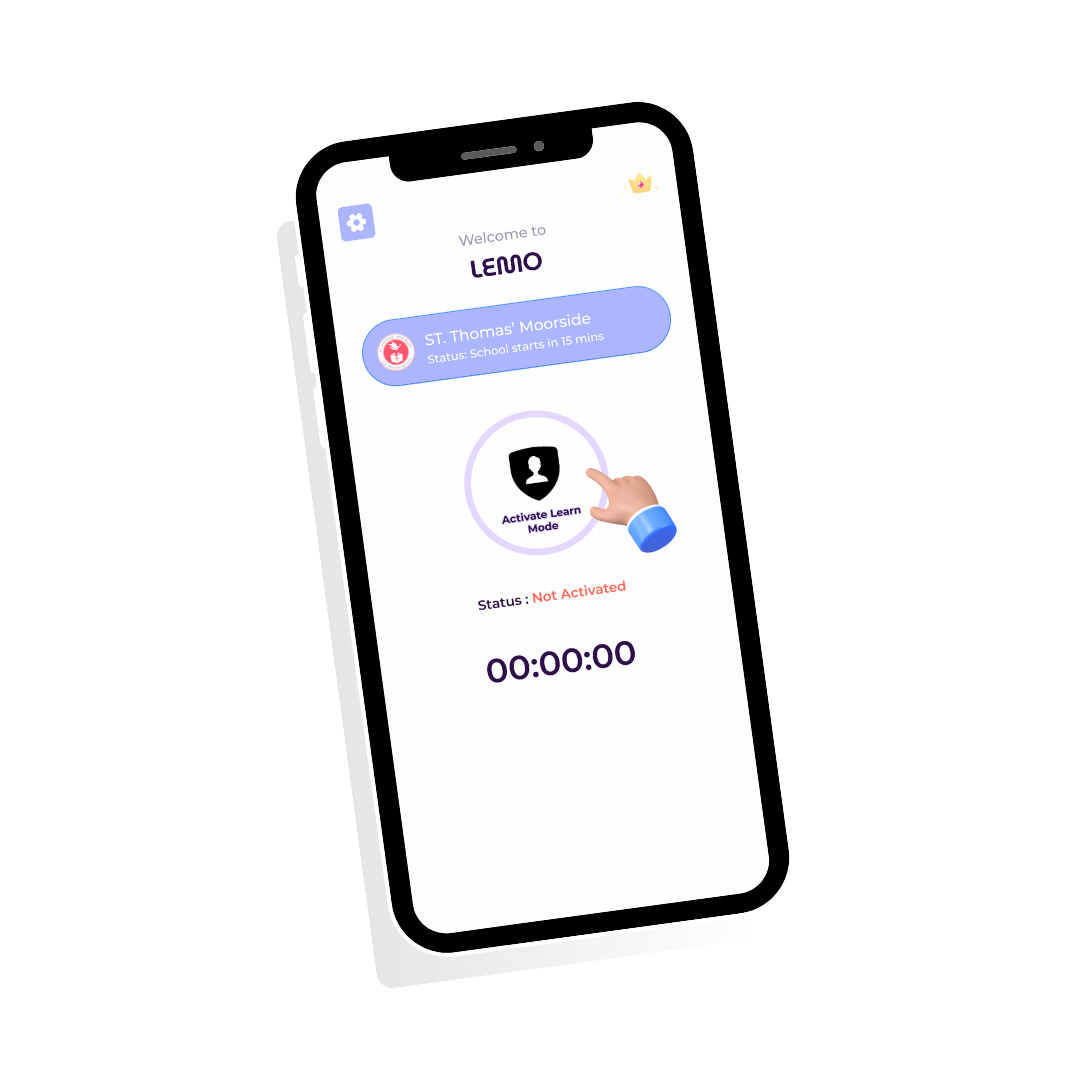 Welcome to
LEMO
ST. Thomas’ Moorside
Status: School starts in 15 mins
Activate Learn
Mode
Status : Not Activated
00:00:00